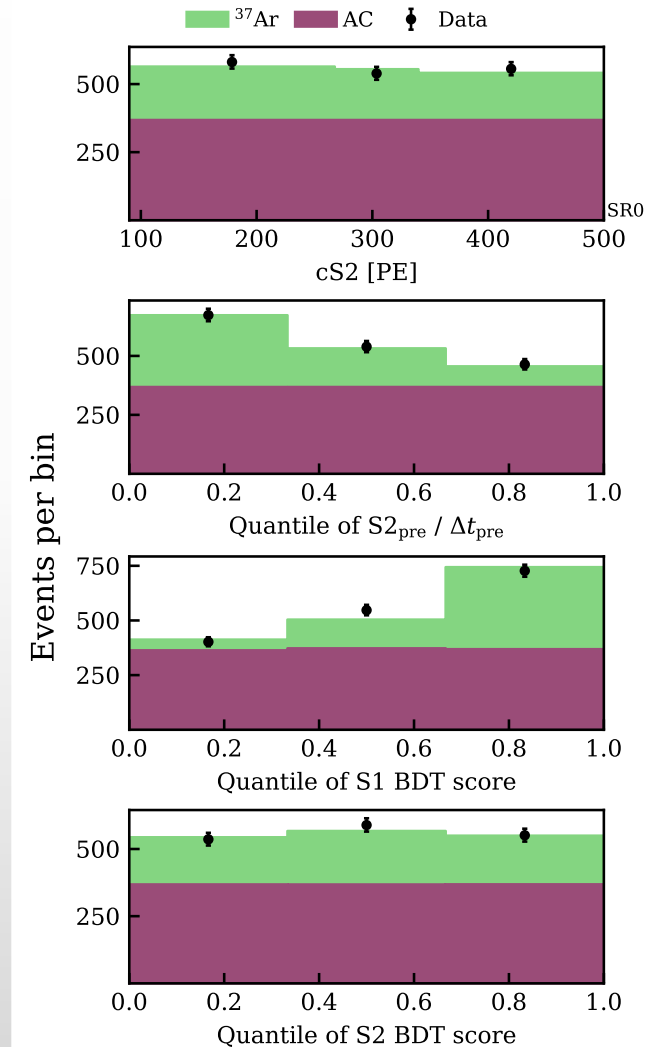 ³⁷Ar AC Data
500
250
100 200 300 400 500
SR0
cS2 [PE]
500
250
0.0 0.2 0.4 0.6 0.8 1.0
Quantile of S2pre / Δtpre
Events per bin
750
500
250
0.0 0.2 0.4 0.6 0.8 1.0
Quantile of S1 BDT score
500
250
0.0 0.2 0.4 0.6 0.8 1.0
Quantile of S2 BDT score